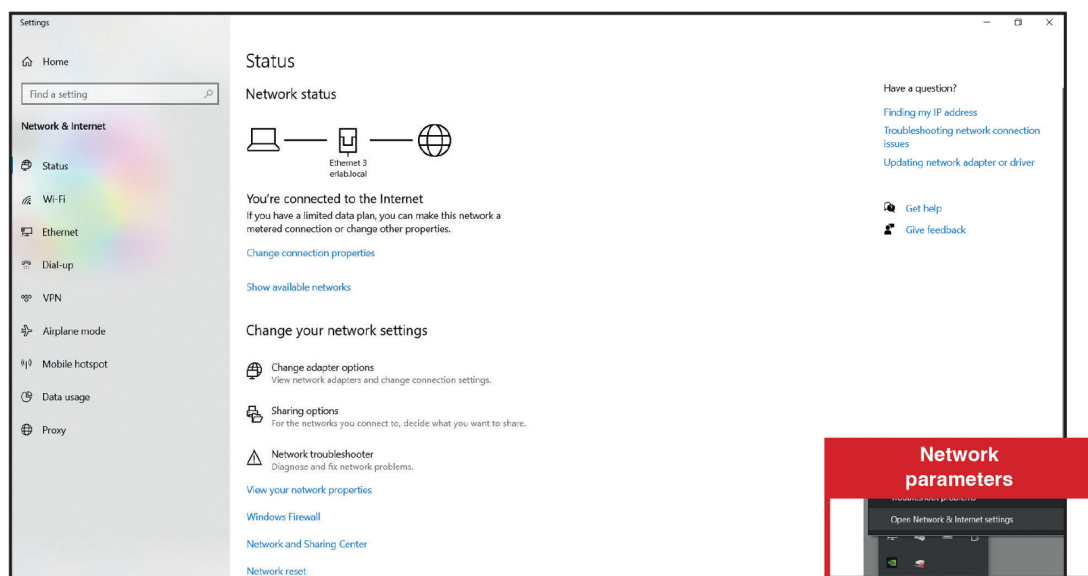 Settings
Home
Find a setting
Network & Internet
Status
Wi-Fi
Ethernet
Dial-up
VPN
Airplane mode
Mobile hotspot
Data usage
Proxy
Status
Network status
Ethernet 3
erlab.local
You're connected to the Internet
If you have a limited data plan, you can make this network a
metered connection or change other properties.
Change connection properties
Show available networks
Change your network settings
Change adapter options
View network adapters and change connection settings.
Sharing options
For the networks you connect to, decide what you want to share.
Network troubleshooter
Diagnose and fix network problems.
View your network properties
Windows Firewall
Network and Sharing Center
Network reset
Have a question?
Finding my IP address
Troubleshooting network connection
issues
Updating network adapter or driver
Get help
Give feedback
Network
parameters
Troubleshoot problems
Open Network & Internet settings